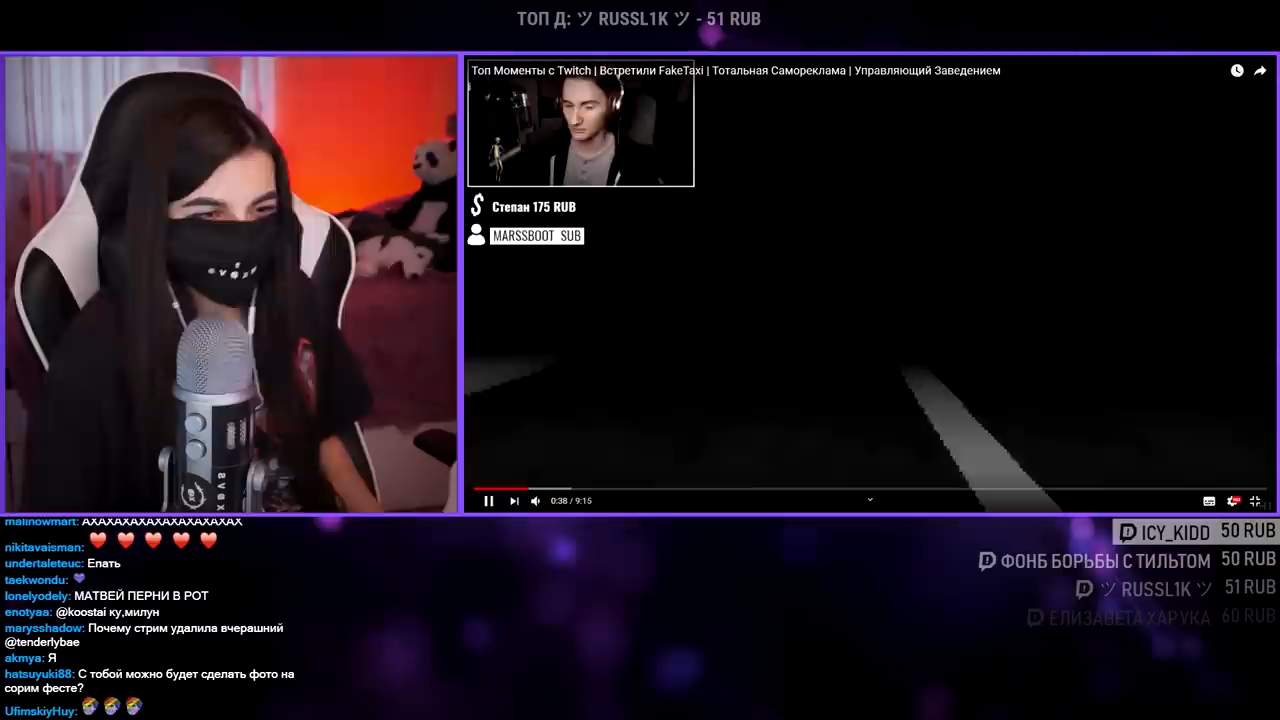 ТОП Д: ツ RUSSL1K ツ - 51 RUB
Топ Моменты с Twitch | Встретили FakeTaxi | Тотальная Самореклама | Управляющий Заведением
Степан 175 RUB
MARSSBOOT SUB
0:38 / 9:15
malinowmart: АХАХАХАХАХАХАХАХАХАХ
nikitavaisman:
undertaleteuc: Епать
taekwondu:
lonelyodely: МАТВЕЙ ПЕРНИ В РОТ
enotyaa: @koostai ку,милун
marysshadow: Почему стрим удалила вчерашний
@tenderlybae
akmya: Я
hatsuyuki88: С тобой можно будет сделать фото на
сорим фесте?
UfimskiyHuy:
ICY_KIDD 50 RUB
ФОНБ БОРЬБЫ С ТИЛЬТОМ 50 RUB
ツ RUSSL1K ツ 51 RUB
ЕЛИЗАВЕТА ХАРУКА 60 RUB